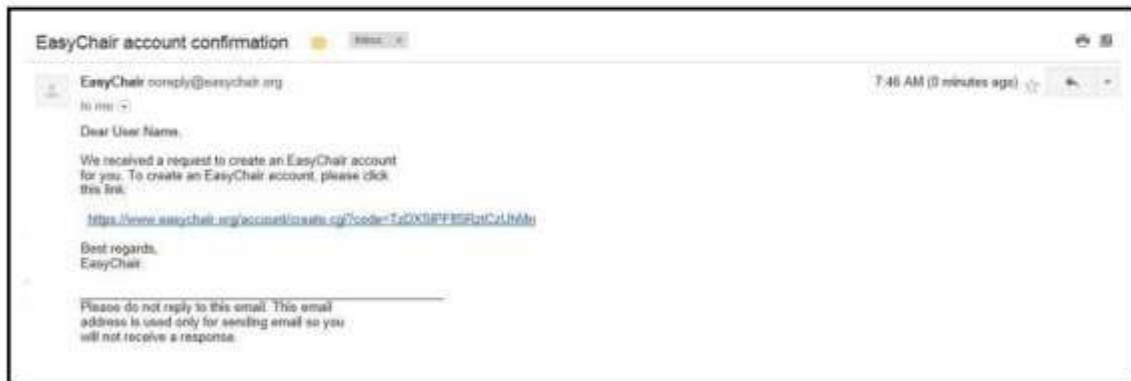 EasyChair account confirmation Inbox x
EasyChair noreply@easychair.org 7:46 AM (0 minutes ago)
to me
Dear User Name,
We received a request to create an EasyChair account
for you. To create an EasyChair account, please click
this link:
Best regards,
EasyChair.
Please do not reply to this email. This email
address is used only for sending email so you
will not receive a response.